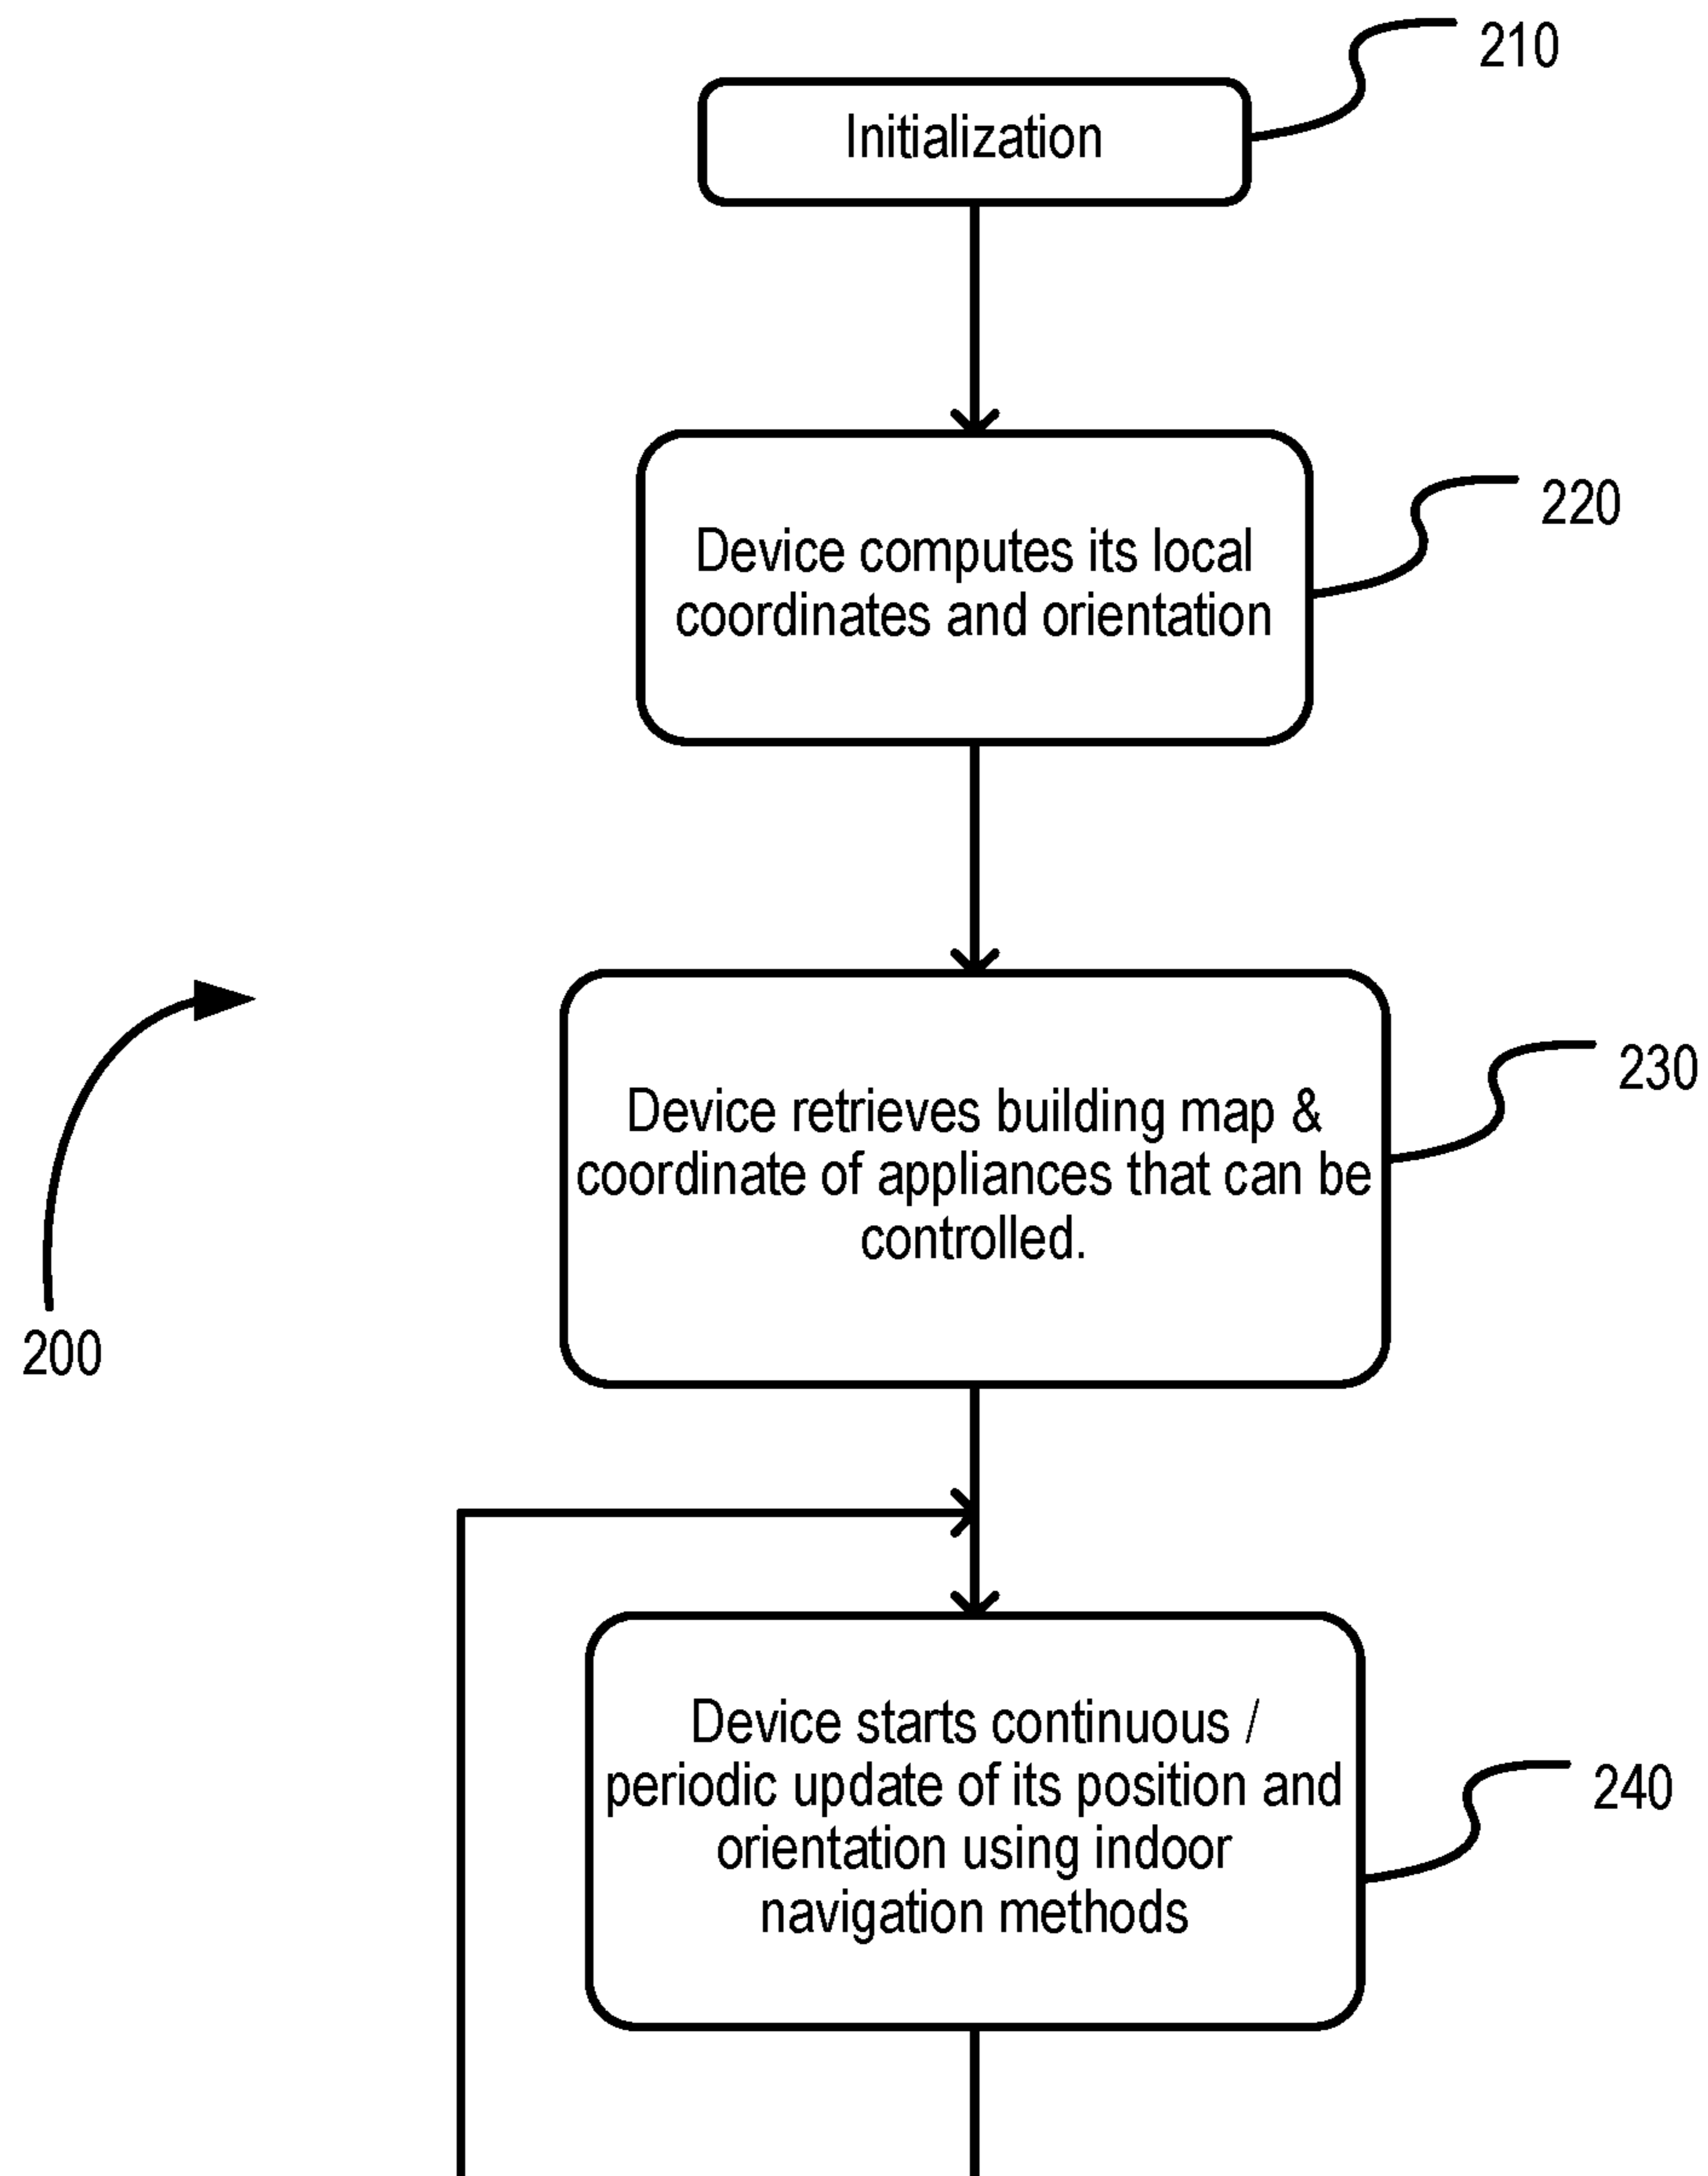 210
Initialization
220
Device computes its local
coordinates and orientation
230
Device retrieves building map &
coordinate of appliances that can be
controlled.
200
Device starts continuous /
periodic update of its position and
orientation using indoor
navigation methods
240